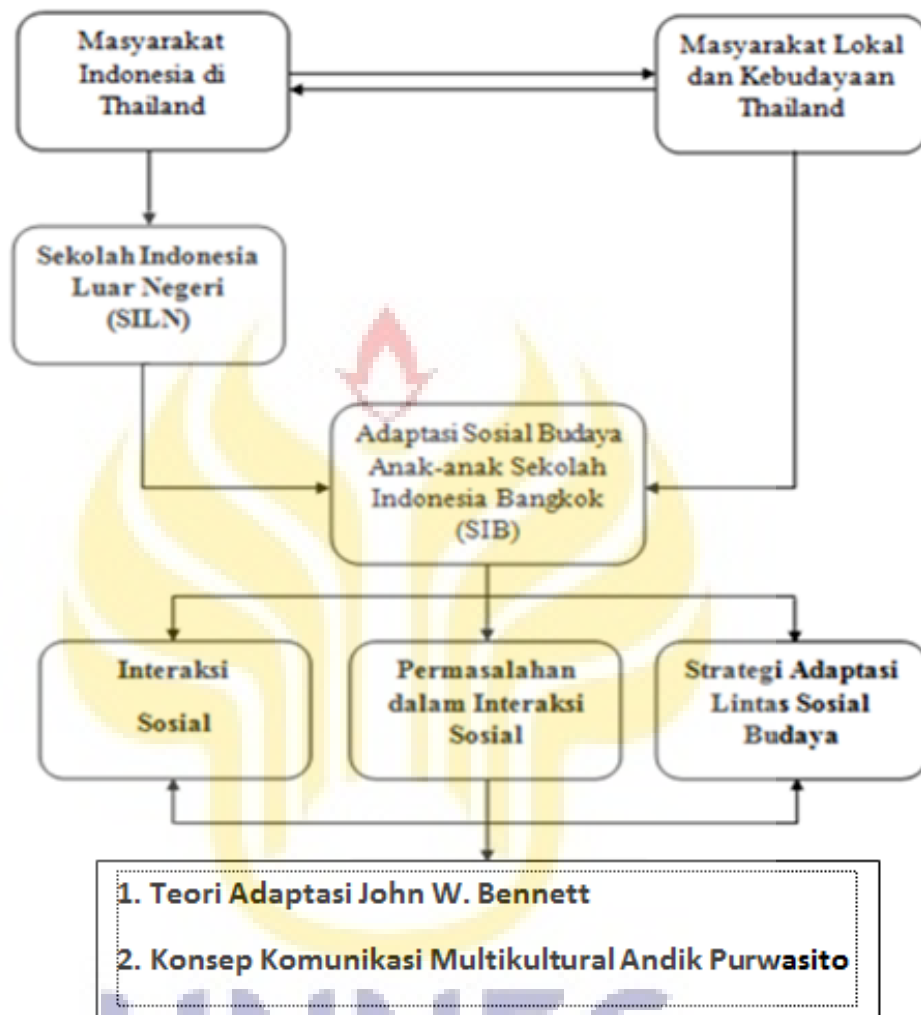 Masyarakat
Indonesia di
Thailand
Masyarakat Lokal
dan Kebudayaan
Thailand
Sekolah Indonesia
Luar Negeri
(SILN)
Adaptasi Sosial Budaya
Anak-anak Sekolah
Indonesia Bangkok
(SIB)
Interaksi
Sosial
Permasalahan
dalam Interaksi
Sosial
Strategi Adaptasi
Lintas Sosial
Budaya
1. Teori Adaptasi John W. Bennett
2. Konsep Komunikasi Multikultural Andik Purwasito